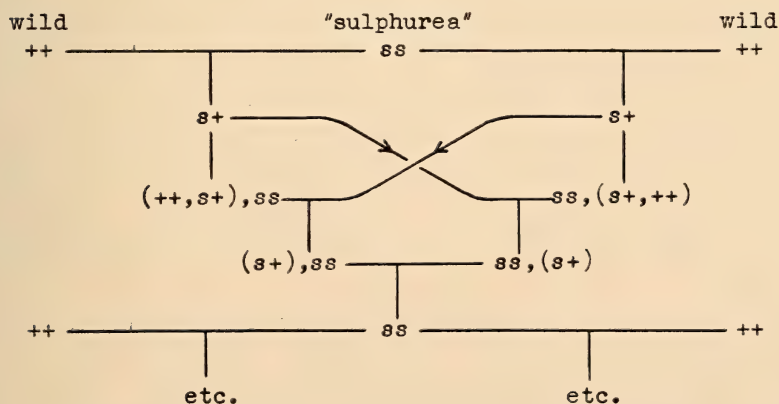 wild "sulphurea" wild
++ ss ++
s+ s+
(++,s+),ss ss,(s+,++)
(s+),ss ss,(s+)
++ ss ++
etc. etc.